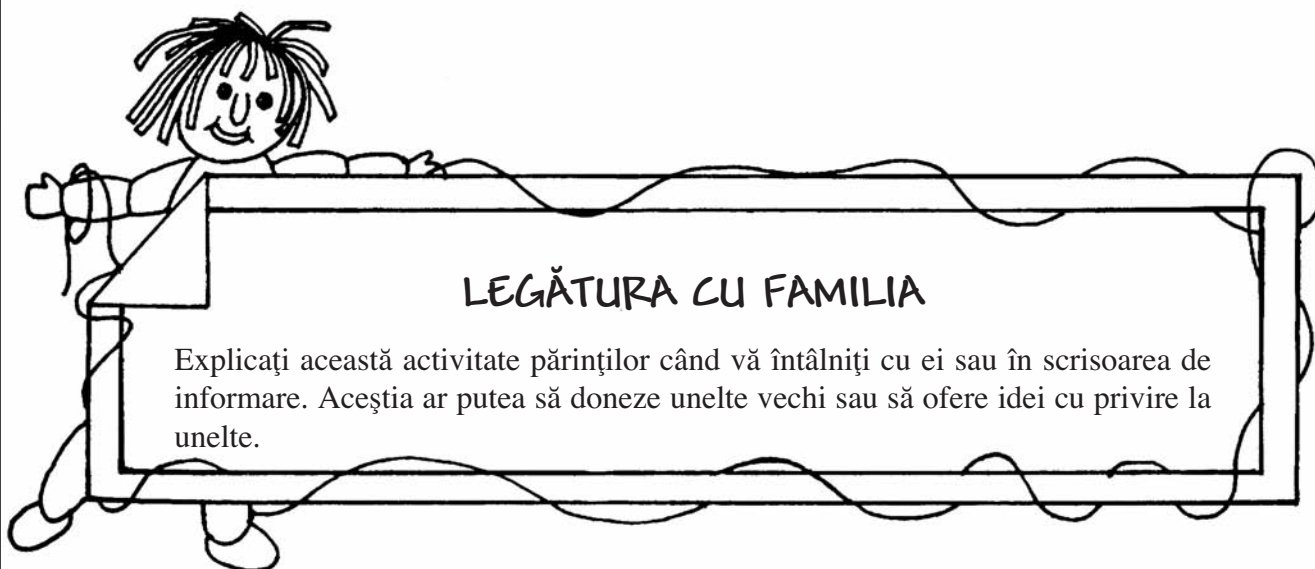 LEGĂTURA CU FAMILIA
Explicaţi această activitate părinţilor când vă întâlniţi cu ei sau în scrisoarea de
informare. Aceştia ar putea să doneze unelte vechi sau să ofere idei cu privire la
unelte.